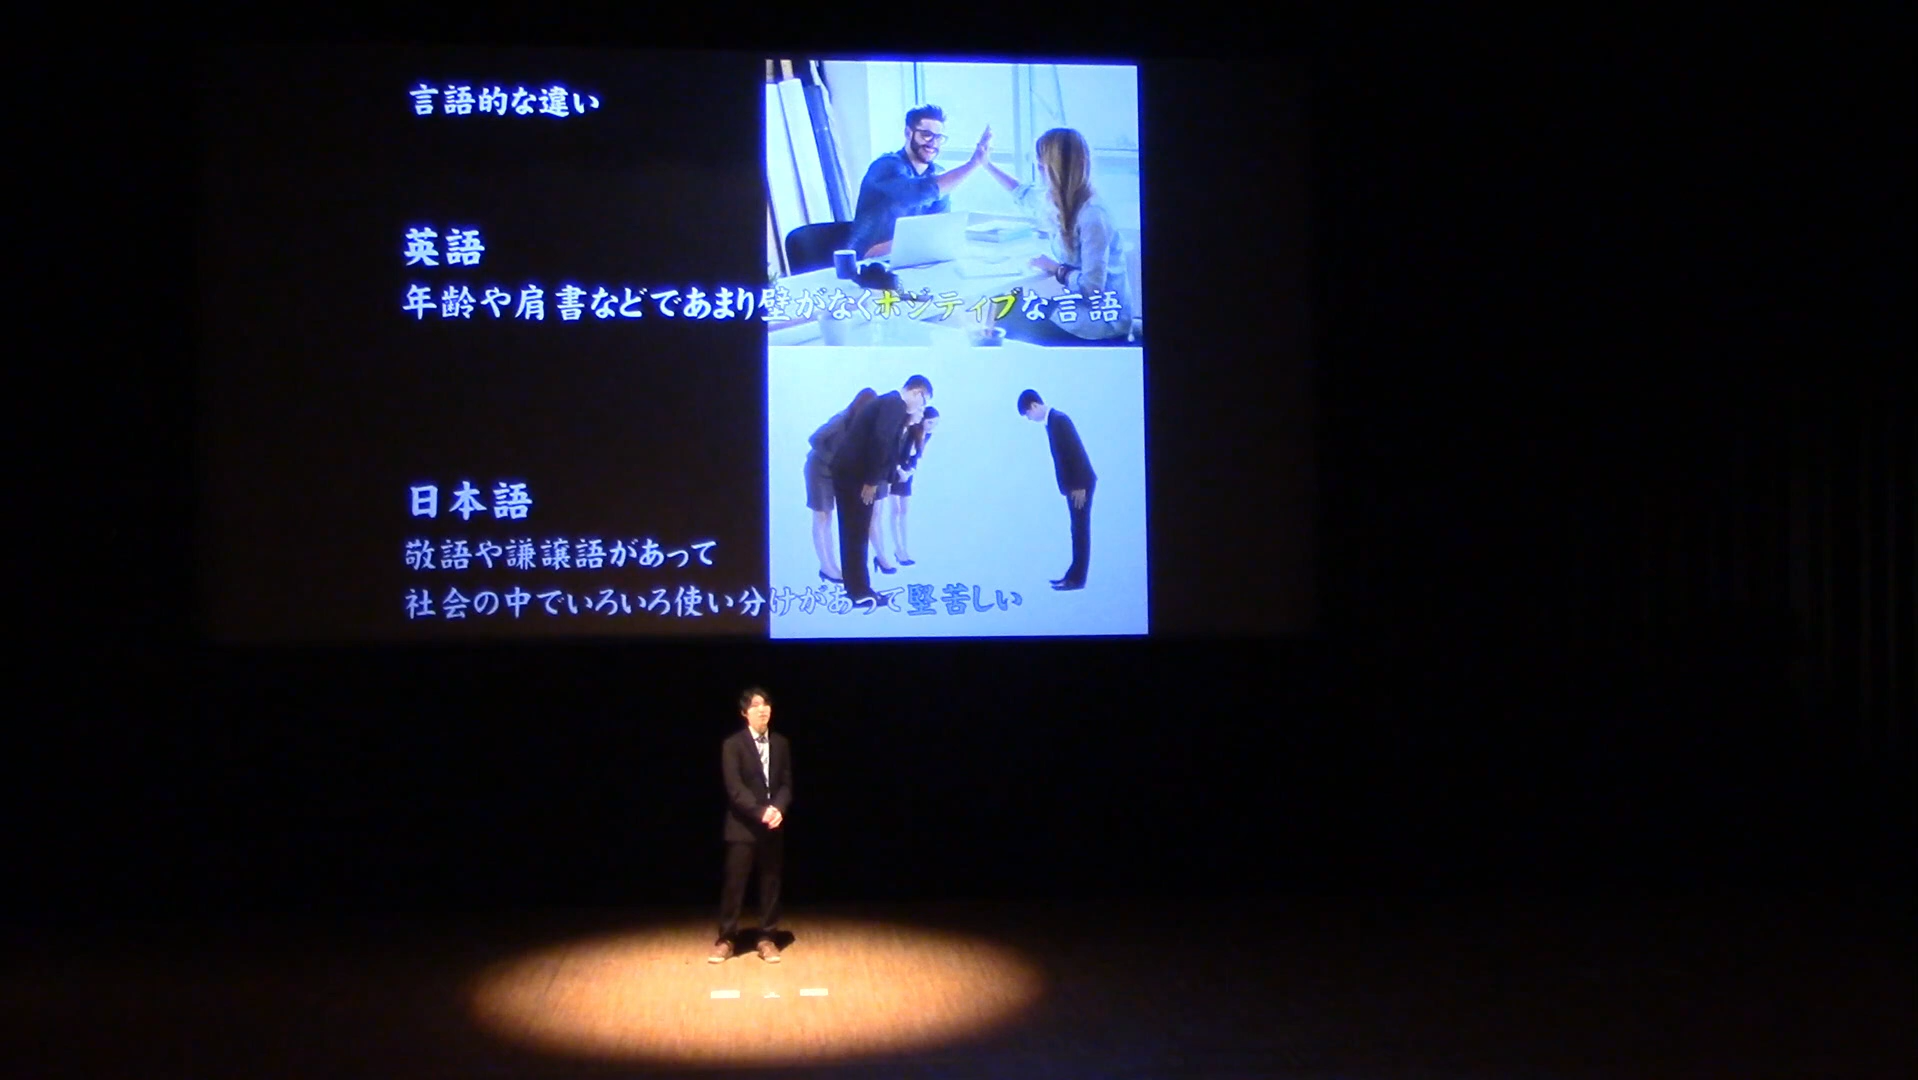 言語的な違い
英語
年齢や肩書などであまり壁がなくポジティブな言語
日本語
敬語や謙譲語があって
社会の中でいろいろ使い分けがあって堅苦しい